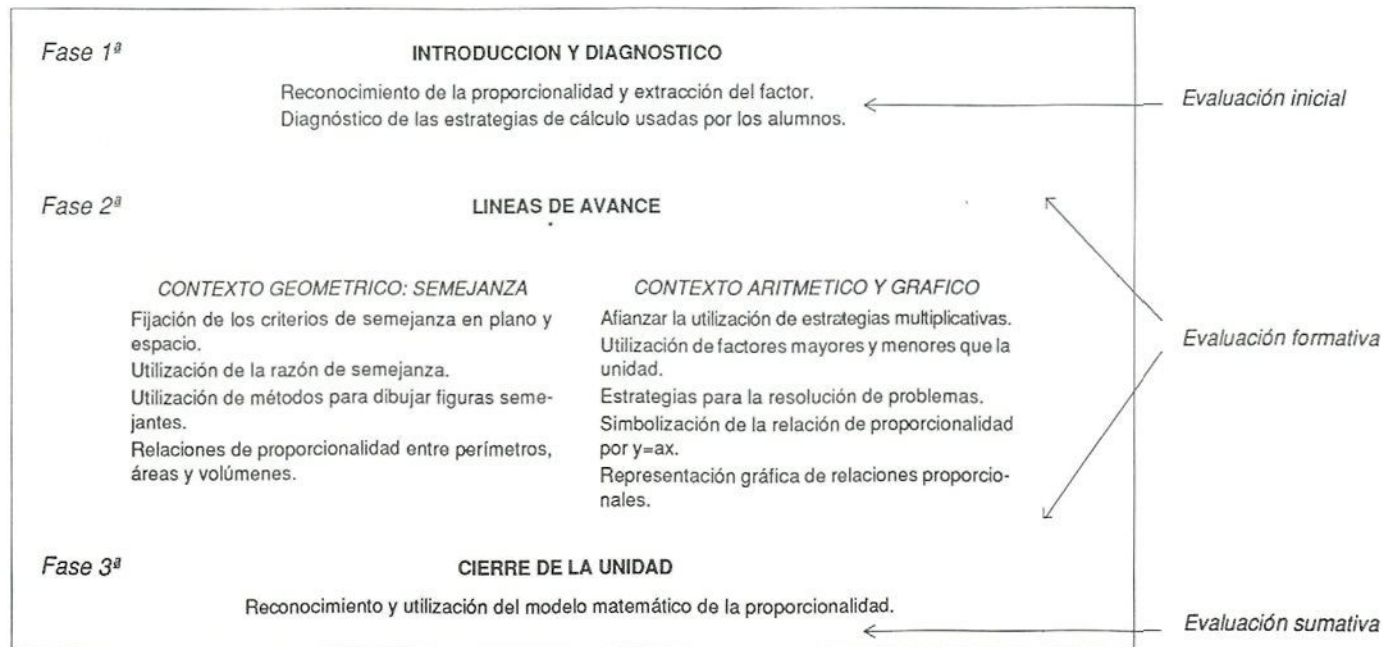 Fase 1ª
INTRODUCCION Y DIAGNOSTICO
Reconocimiento de la proporcionalidad y extracción del factor.
Diagnóstico de las estrategias de cálculo usadas por los alumnos.
Evaluación inicial
Fase 2ª
LINEAS DE AVANCE
CONTEXTO GEOMETRICO: SEMEJANZA
Fijación de los criterios de semejanza en plano y
espacio.
Utilización de la razón de semejanza.
Utilización de métodos para dibujar figuras seme-
jantes.
Relaciones de proporcionalidad entre perímetros,
áreas y volúmenes.
CONTEXTO ARITMETICO Y GRAFICO
Afianzar la utilización de estrategias multiplicativas.
Utilización de factores mayores y menores que la
unidad.
Estrategias para la resolución de problemas.
Simbolización de la relación de proporcionalidad
por y=ax.
Representación gráfica de relaciones proporcio-
nales.
Evaluación formativa
Fase 3ª
CIERRE DE LA UNIDAD
Reconocimiento y utilización del modelo matemático de la proporcionalidad.
Evaluación sumativa